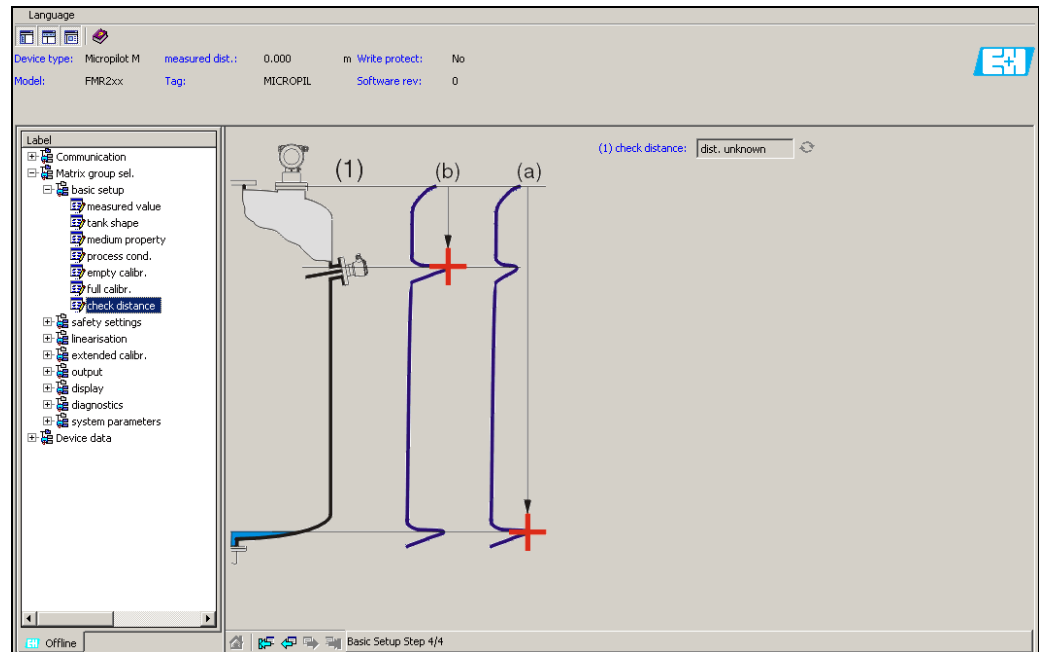 Language
Device type: Micropilot M measured dist.: 0.000 m Write protect: No
Model: FMR2xx Tag: MICROPIL Software rev: 0
E+H
Label
Communication
Matrix group sel.
basic setup
measured value
tank shape
medium property
process cond.
empty calibr.
full calibr.
check distance
safety settings
linearisation
extended calibr.
output
display
diagnostics
system parameters
Device data
(1) (b) (a)
(1) check distance: dist. unknown
Offline
Basic Setup Step 4/4